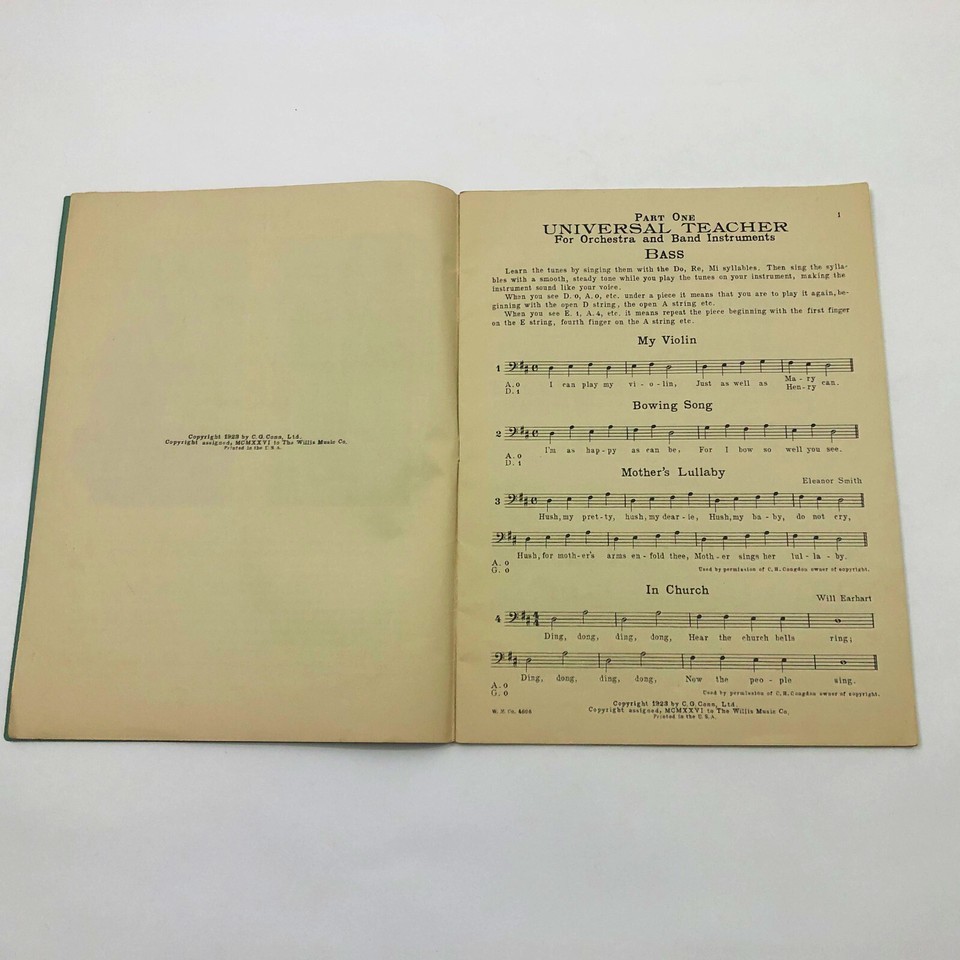 Copyright 1923 by C. G. Conn, Ltd.
Copyright assigned, MCMXXVI to The Willis Music Co.
Printed in the U. S. A.
1
PART ONE
UNIVERSAL TEACHER
For Orchestra and Band Instruments
BASS
Learn the tunes by singing them with the Do, Re, Mi syllables. Then sing the sylla-
bles with a smooth, steady tone while you play the tunes on your instrument, making the
instrument sound like your voice.
When you see D. 0, A. 0, etc. under a piece it means that you are to play it again, be-
ginning with the open D string, the open A string etc.
When you see E. 1, A. 4, etc. it means repeat the piece beginning with the first finger
on the E string, fourth finger on the A string etc.
My Violin
1
I can play my vi - o - lin, Just as well as Ma - ry Hen - ry can.
A. 0
D. 1
Bowing Song
2
I'm as hap - py as can be, For I bow so well you see.
A. 0
D. 1
Mother's Lullaby
Eleanor Smith
3
Hush, my pret - ty, hush, my dear - ie, Hush, my ba - by, do not cry,
Hush, for moth - er's arms en - fold thee, Moth - er sings her lul - la - by.
A. 0
G. 0
Used by permission of C. H. Congdon owner of copyright.
In Church
Will Earhart
4
Ding, dong, ding, dong, Hear the church bells ring;
Ding, dong, ding, dong, Now the peo - ple sing.
A. 0
G. 0
Used by permission of C. H. Congdon owner of copyright.
Copyright 1923 by C. G. Conn, Ltd.
Copyright assigned, MCMXXVI to The Willis Music Co.
Printed in the U. S. A.